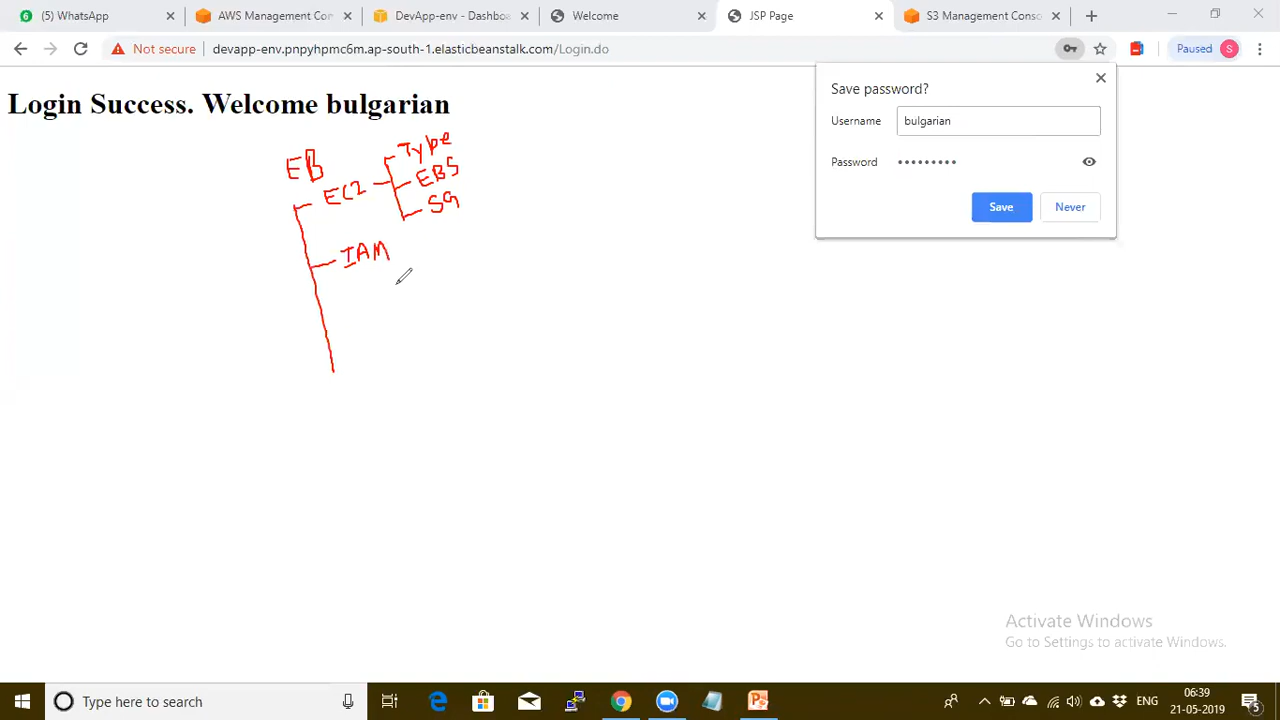 (5) WhatsApp
AWS Management Con
DevApp-env - Dashbo
Welcome
JSP Page
S3 Management Conso
Not secure
devapp-env.pnpyhpmc6m.ap-south-1.elasticbeanstalk.com/Login.do
Paused
S
Login Success. Welcome bulgarian
Save password?
Username
bulgarian
Password
•••••••••
Save
Never
EB
EC2
Type
EBS
SG
IAM
Activate Windows
Go to Settings to activate Windows.
Type here to search
ENG
06:39
21-05-2019
5